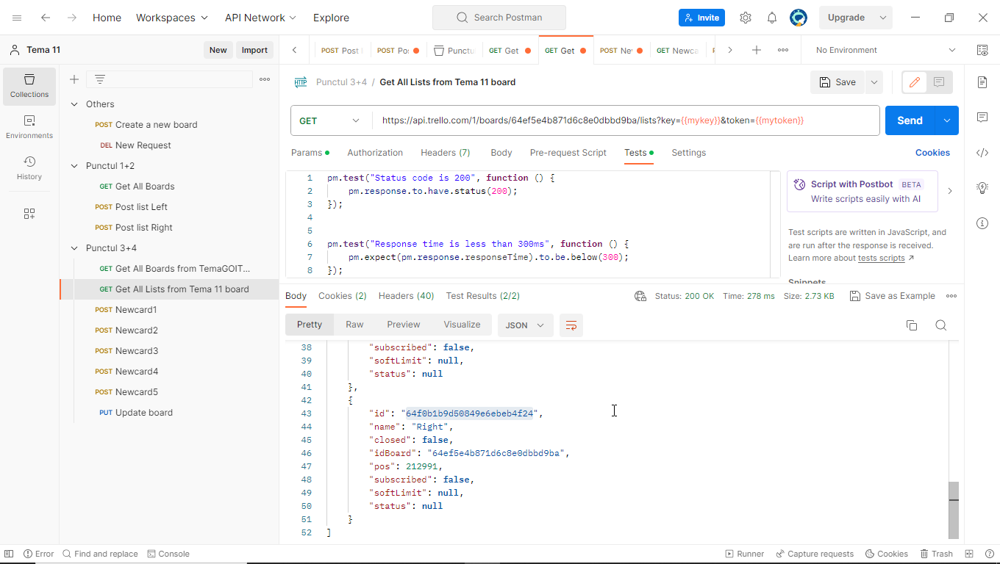 Home
Workspaces
API Network
Explore
Search Postman
Invite
Upgrade
Tema 11
New
Import
POST Post
POST Po
Punctu
GET Get
GET Get
POST Ne
GET Newca
No Environment
Collections
Environments
History
Others
POST Create a new board
DEL New Request
Punctul 1+2
GET Get All Boards
POST Post list Left
POST Post list Right
Punctul 3+4
GET Get All Boards from TemaGOIT...
GET Get All Lists from Tema 11 board
POST Newcard1
POST Newcard2
POST Newcard3
POST Newcard4
POST Newcard5
PUT Update board
HTTP Punctul 3+4 / Get All Lists from Tema 11 board
Save
GET
https://api.trello.com/1/boards/64ef5e4b871d6c8e0dbbd9ba/lists?key={{mykey}}&token={{mytoken}}
Send
Params
Authorization
Headers (7)
Body
Pre-request Script
Tests
Settings
Cookies
1 pm.test("Status code is 200", function () {
2 pm.response.to.have.status(200);
3 });
4
5
6 pm.test("Response time is less than 300ms", function () {
7 pm.expect(pm.response.responseTime).to.be.below(300);
8 });
Script with Postbot BETA
Write scripts easily with AI
Test scripts are written in JavaScript, and
are run after the response is received.
Learn more about tests scripts ↗
Snippets
Body
Cookies (2)
Headers (40)
Test Results (2/2)
Status: 200 OK
Time: 278 ms
Size: 2.73 KB
Save as Example
Pretty
Raw
Preview
Visualize
JSON
38 "subscribed": false,
39 "softLimit": null,
40 "status": null
41 },
42 {
43 "id": "64f0b1b9d50849e6ebeb4f24",
44 "name": "Right",
45 "closed": false,
46 "idBoard": "64ef5e4b871d6c8e0dbbd9ba",
47 "pos": 212991,
48 "subscribed": false,
49 "softLimit": null,
50 "status": null
51 }
52 ]
Error
Find and replace
Console
Runner
Capture requests
Cookies
Trash